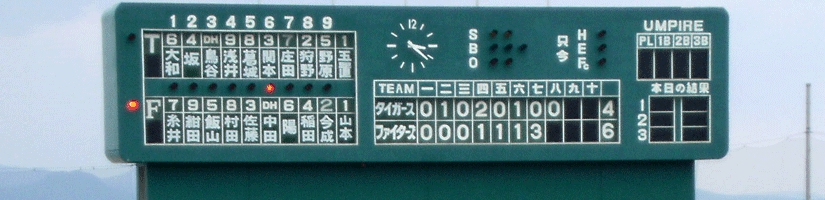 1 2 3 4 5 6 7 8 9
T 6 4 DH 9 5 8 3 7 2 5 1
大和 坂 鳥谷 浅井 葛城 関本 庄田 狩野 野原 玉置
F 7 9 5 8 3 DH 6 4 2 1
糸井 紺田 飯山 村田 佐藤 中田 陽 稲田 今成 山本
12
S
B
O
只今
H
E
Fc
TEAM 一 二 三 四 五 六 七 八 九 十
タイガース 0 1 0 2 0 1 0 0 4
ファイターズ 0 0 0 1 1 1 3 6
UMPIRE
PL 1B 2B 3B
本日の結果
1
2
3